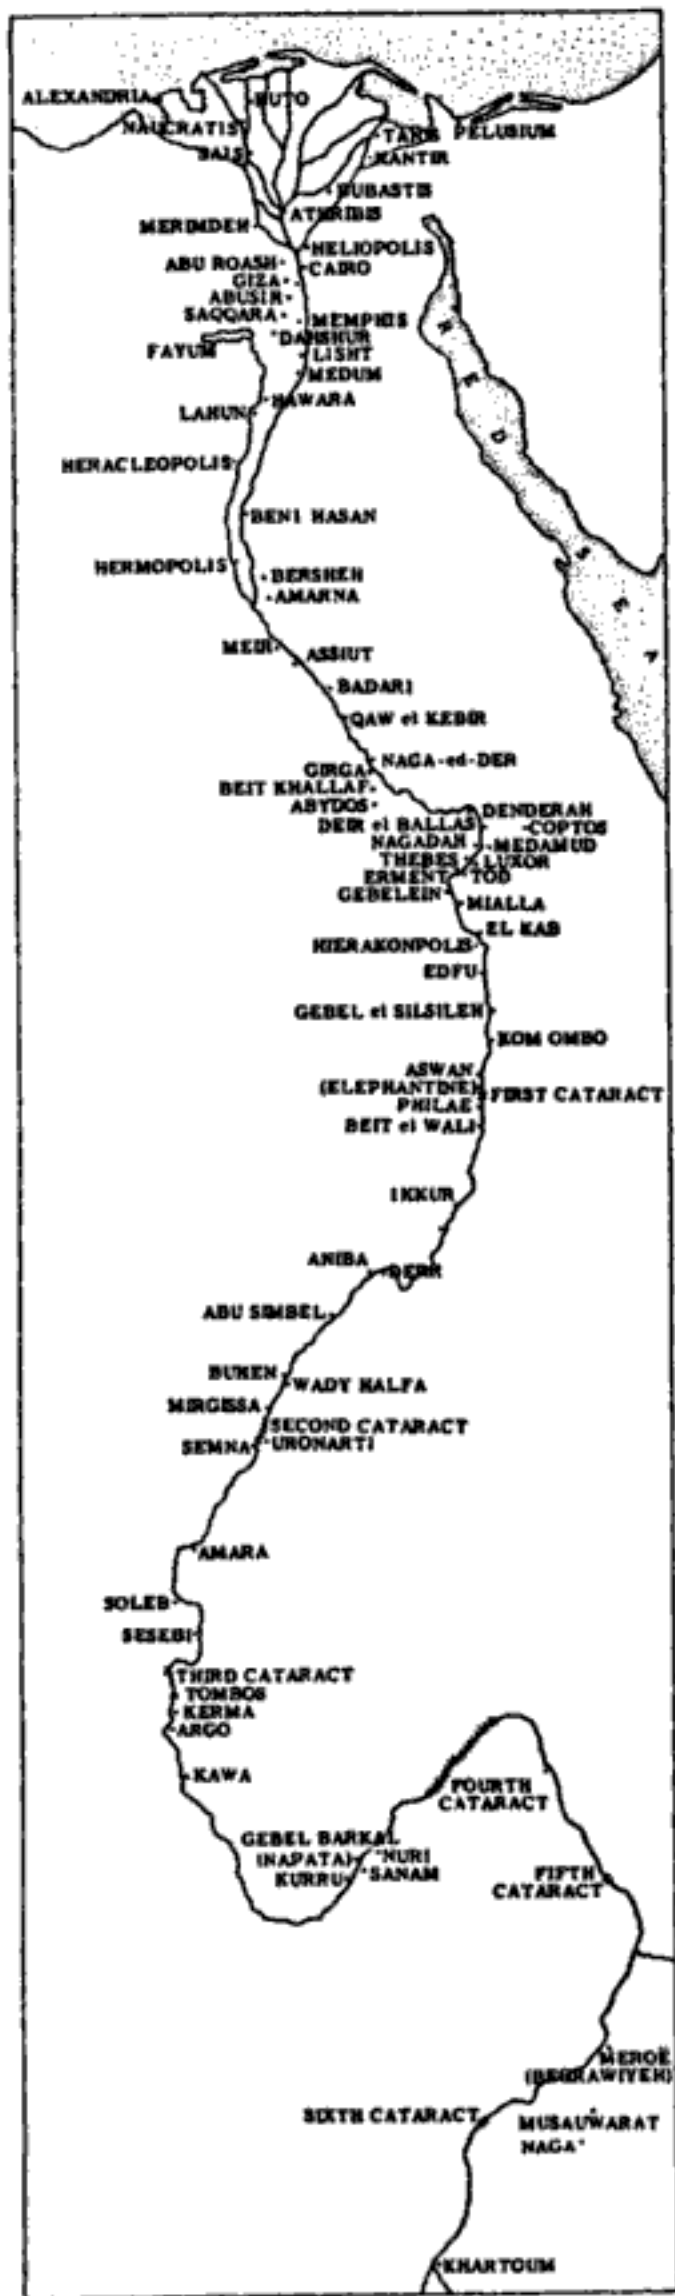 ALEXANDRIA
BUTO
NAUCRATIS
TANIS
PELUSIUM
SAIS
KANTIR
BUBASTIS
ATHRIBIS
MERIMDEH
HELIOPOLIS
ABU ROASH
CAIRO
GIZA
ABUSIR
SAQQARA
MEMPHIS
DAHSHUR
FAYUM
LISHT
MEDUM
HAWARA
LAHUN
RED SEA
HERACLEOPOLIS
BENI HASAN
HERMOPOLIS
BERSHEH
AMARNA
MEIR
ASSIUT
BADARI
QAW el KEBIR
NAGA-ed-DER
GIRGA
BEIT KHALLAF
ABYDOS
DENDERAH
DEIR el BALLAS
COPTOS
NAGADAH
MEDAMUD
THEBES
LUXOR
ERMENT
TOD
GEBELEIN
MIALLA
EL KAB
HIERAKONPOLIS
EDFU
GEBEL el SILSILEH
KOM OMBO
ASWAN
(ELEPHANTINE)
FIRST CATARACT
PHILAE
BEIT el WALI
IKKUR
ANIBA
DERR
ABU SIMBEL
BUHEN
WADY HALFA
MIRGISSA
SECOND CATARACT
SEMNA
URONARTI
AMARA
SOLEB
SESEBI
THIRD CATARACT
TOMBOS
KERMA
ARGO
KAWA
FOURTH
CATARACT
GEBEL BARKAL
(NAPATA)
NURI
KURRU
SANAM
FIFTH
CATARACT
MEROË
(BEGRAWIYEH)
SIXTH CATARACT
MUSAUWARAT
NAGA
KHARTOUM